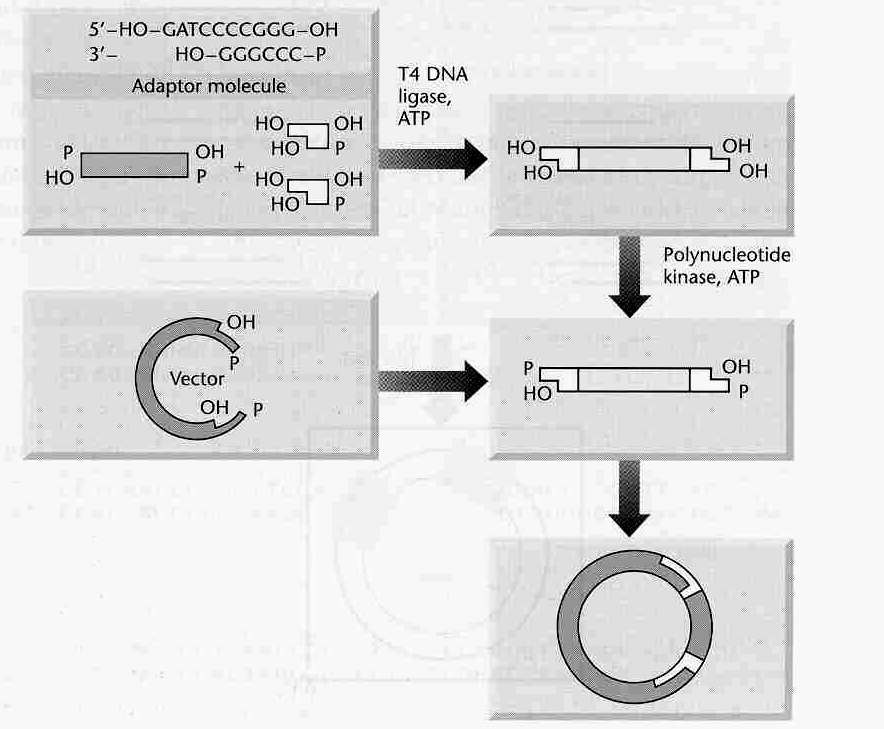 5′–HO–GATCCCCGGG–OH
3′– HO–GGGCCC–P
Adaptor molecule
P
HO
OH
P
+
HO
OH
HO
P
HO
OH
HO
P
T4 DNA
ligase,
ATP
HO
HO
OH
OH
Polynucleotide
kinase, ATP
OH
P
Vector
OH
P
P
HO
OH
P